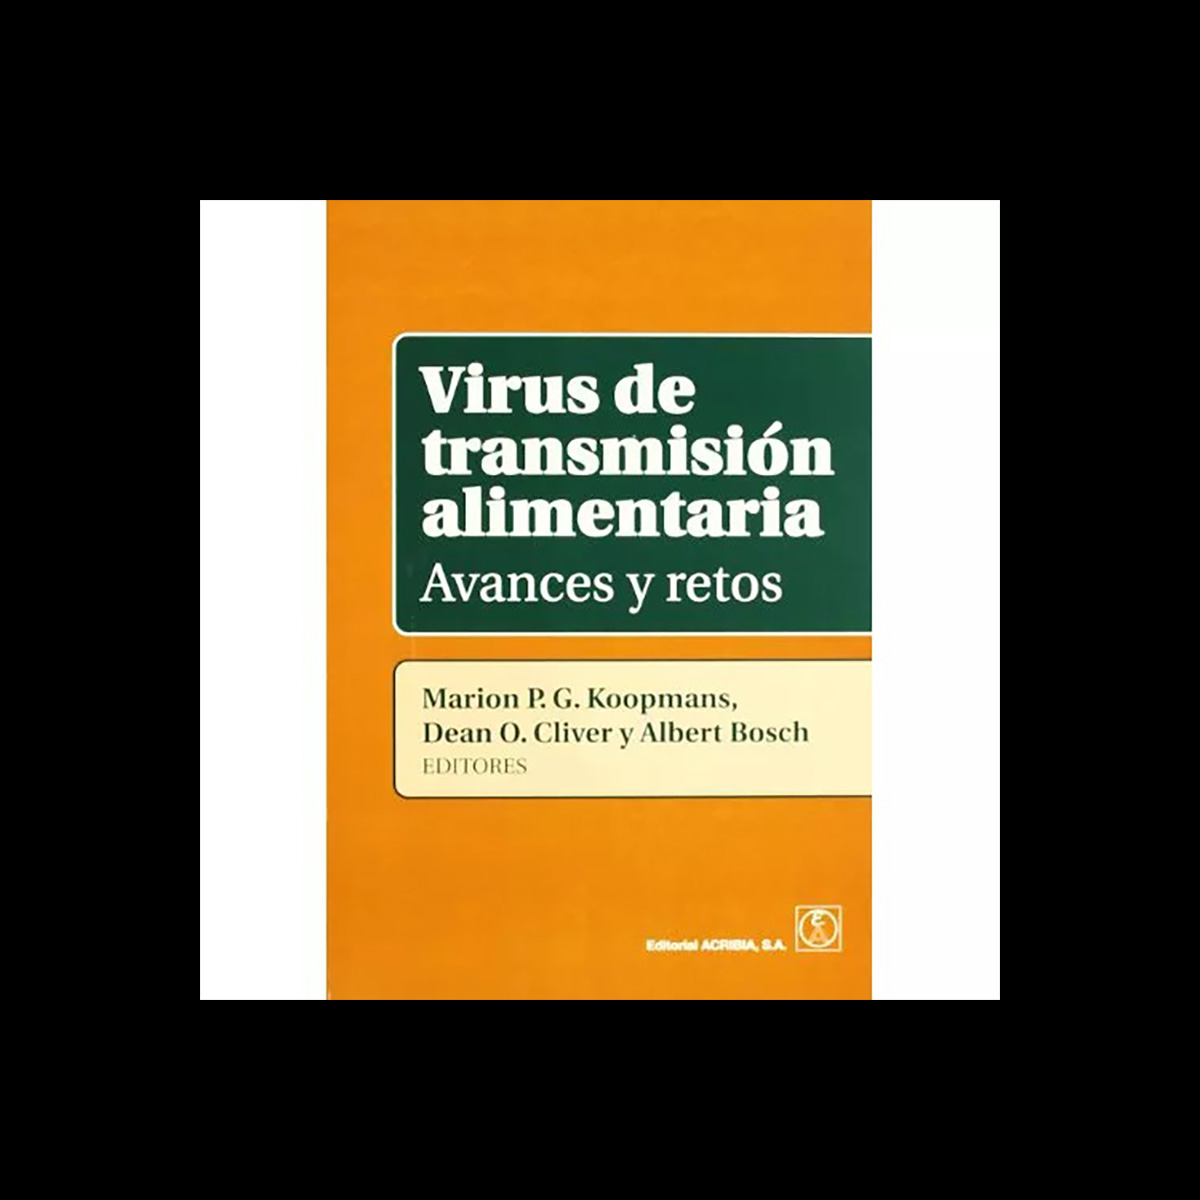 Virus de
transmisión
alimentaria
Avances y retos
Marion P. G. Koopmans,
Dean O. Cliver y Albert Bosch
EDITORES
Editorial ACRIBIA, S.A.
E
A